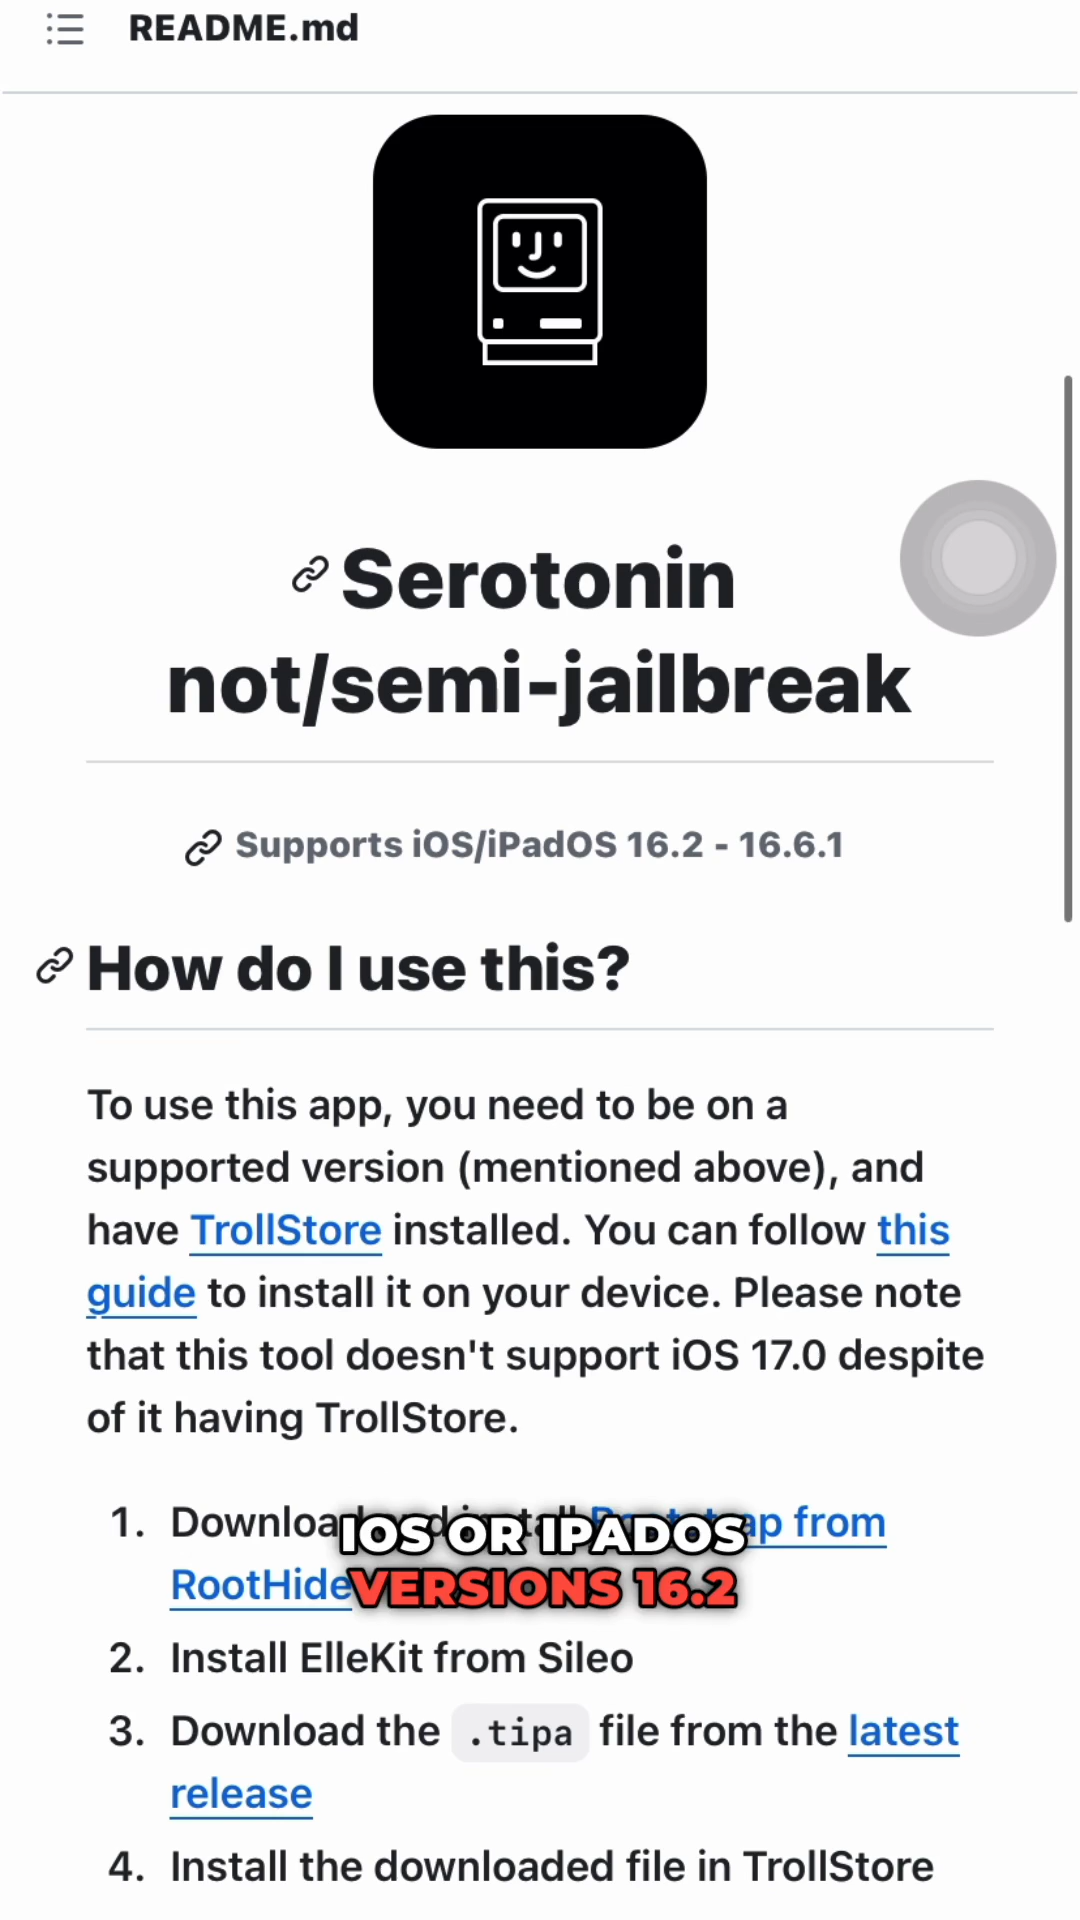 README.md
Serotonin
not/semi-jailbreak
Supports iOS/iPadOS 16.2 - 16.6.1
How do I use this?
To use this app, you need to be on a
supported version (mentioned above), and
have TrollStore installed. You can follow this
guide to install it on your device. Please note
that this tool doesn't support iOS 17.0 despite
of it having TrollStore.
1. Download and install Bootstrap from
IOS OR IPADOS
RootHide
VERSIONS 16.2
2. Install ElleKit from Sileo
3. Download the .tipa file from the latest
release
4. Install the downloaded file in TrollStore